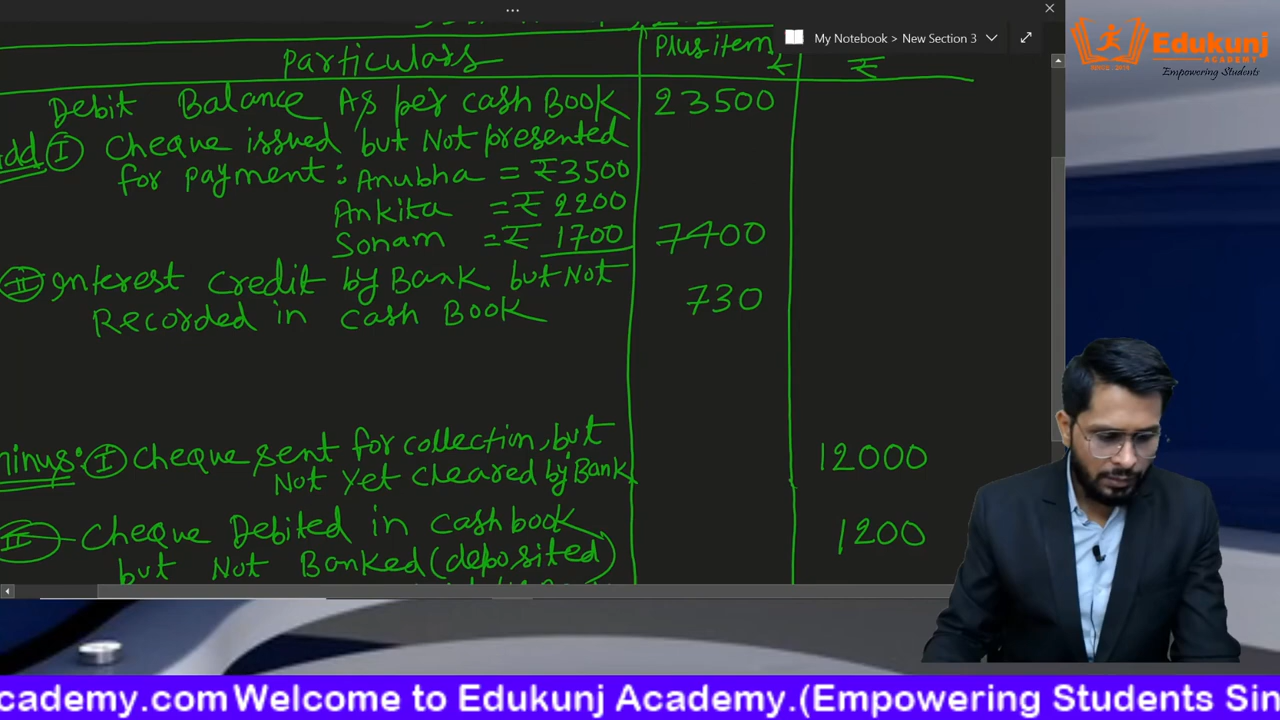 My Notebook > New Section 3
Edukunj
ACADEMY
Empowering Students
Particulars Plus item ₹ ₹
Debit Balance As per cash Book 23500
Add (I) Cheque issued but Not presented
for payment : Anubha = ₹3500
Ankita = ₹ 2200
Sonam = ₹ 1700 7400
(II) Interest credit by Bank but Not
Recorded in cash Book 730
minus: (I) Cheque sent for collection, but
Not Yet Cleared by Bank 12000
(II) Cheque Debited in cash book 1200
but Not Banked (deposited)
cademy.com Welcome to Edukunj Academy.(Empowering Students Sin